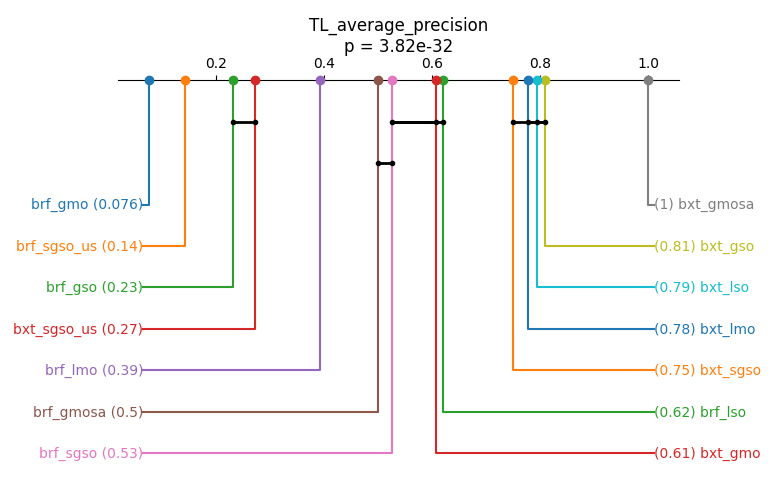 TL_average_precision
p = 3.82e-32
0.2 0.4 0.6 0.8 1.0
brf_gmo (0.076) (1) bxt_gmosa
brf_sgso_us (0.14) (0.81) bxt_gso
brf_gso (0.23) (0.79) bxt_lso
bxt_sgso_us (0.27) (0.78) bxt_lmo
brf_lmo (0.39) (0.75) bxt_sgso
brf_gmosa (0.5) (0.62) brf_lso
brf_sgso (0.53) (0.61) bxt_gmo